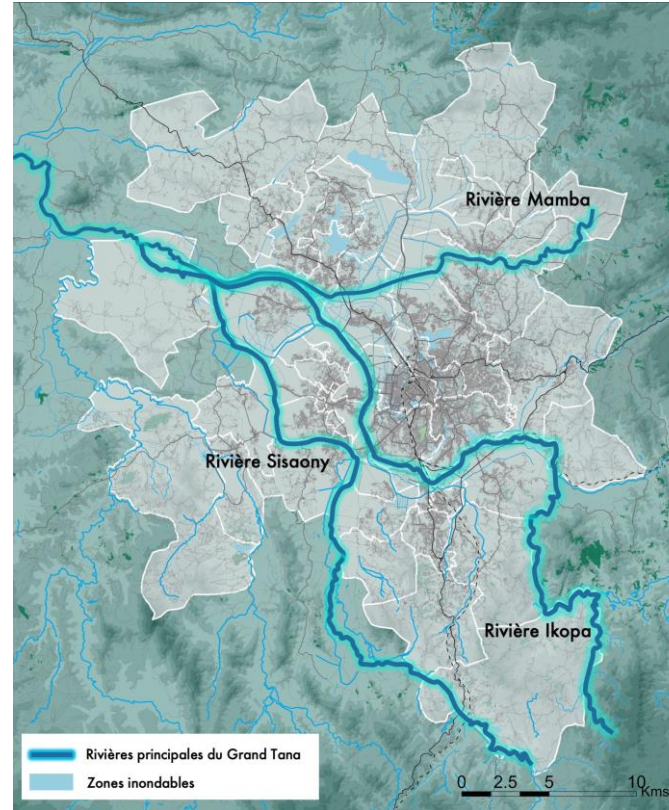 Rivière Mamba
Rivière Sisaony
Rivière Ikopa
Rivières principales du Grand Tana
Zones inondables
0 2.5 5 10
Kms